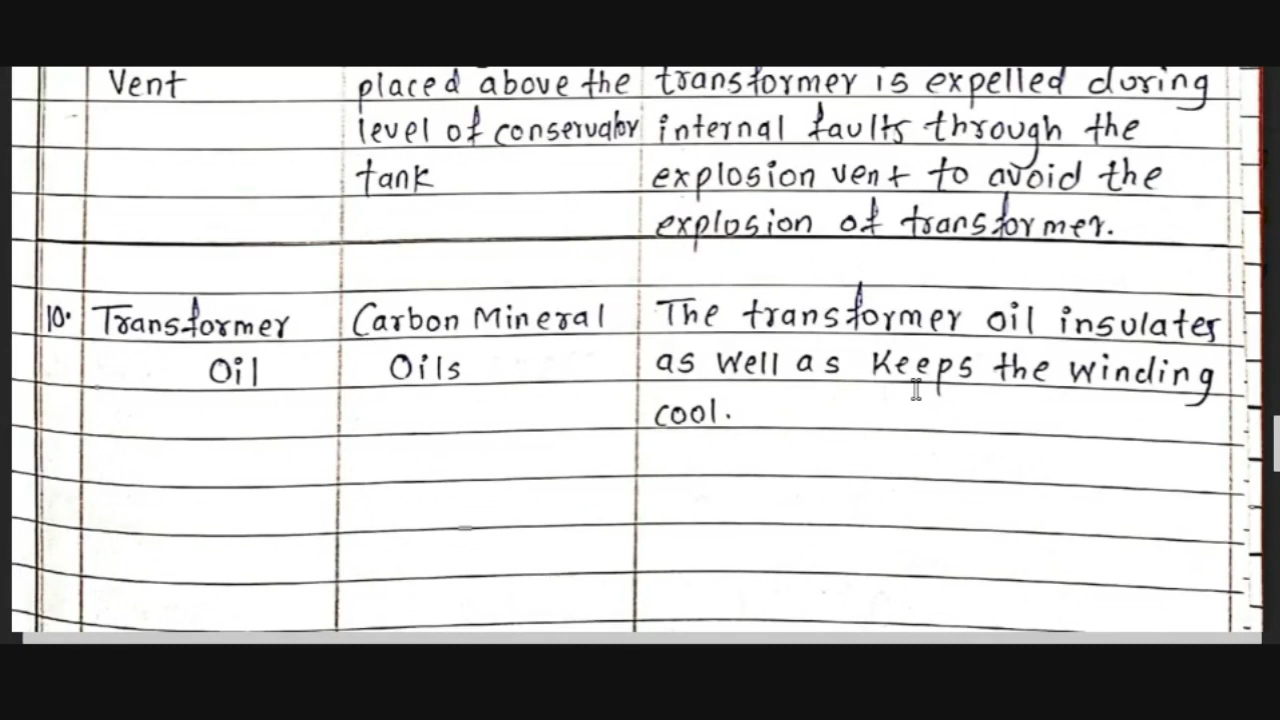 Vent placed above the transformer is expelled during
level of conservator internal faults through the
tank explosion vent to avoid the
explosion of transformer.
10. Transformer Carbon Mineral The transformer oil insulates
Oil Oils as well as keeps the winding
cool.